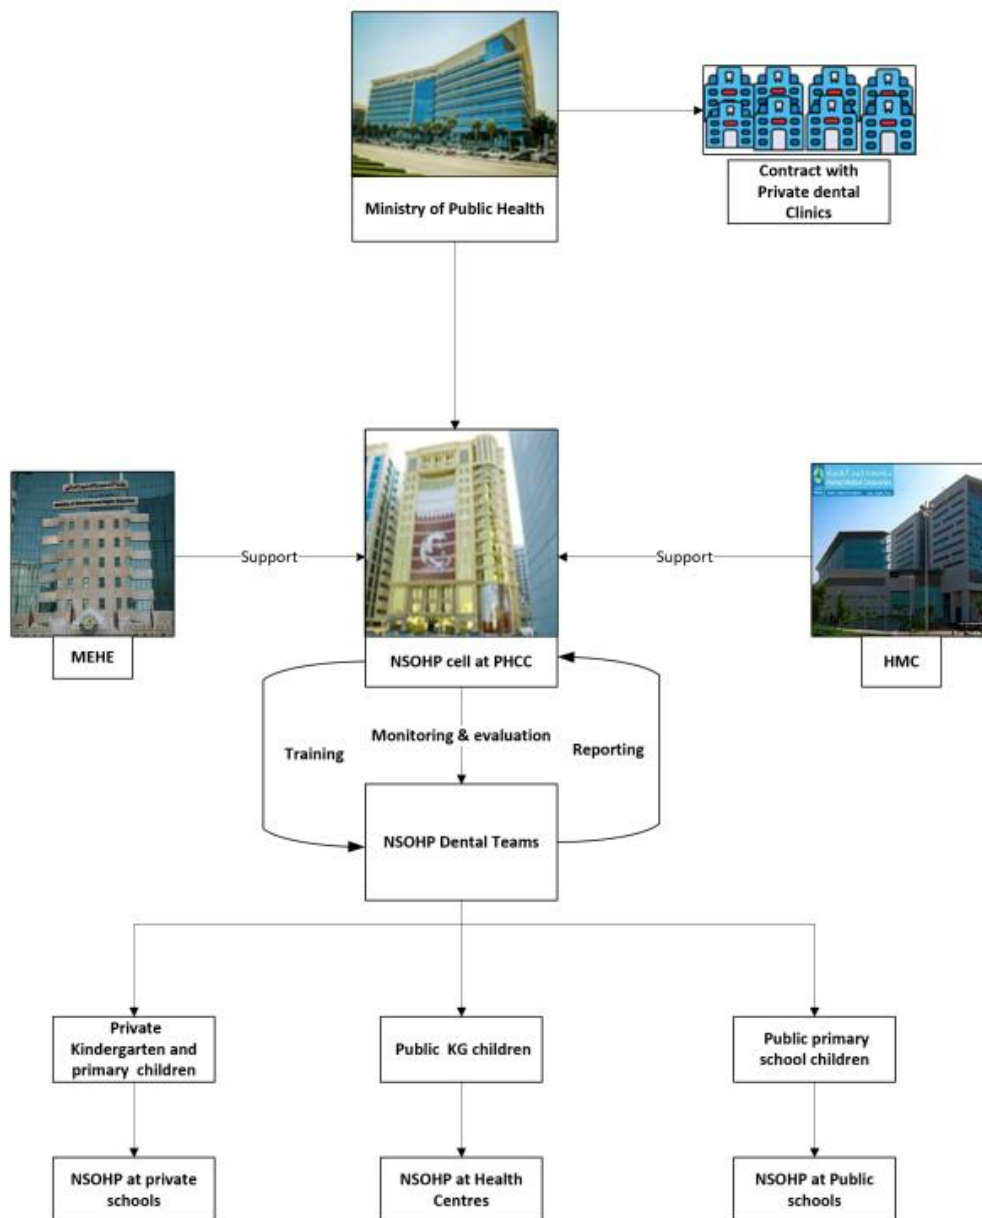 Contract with
Private dental
Clinics
Ministry of Public Health
Support
Support
MEHE
NSOHP cell at PHCC
HMC
Monitoring & evaluation
Training
Reporting
NSOHP Dental Teams
Private
Kindergarten and
primary children
Public KG children
Public primary
school children
NSOHP at private
schools
NSOHP at Health
Centres
NSOHP at Public
schools